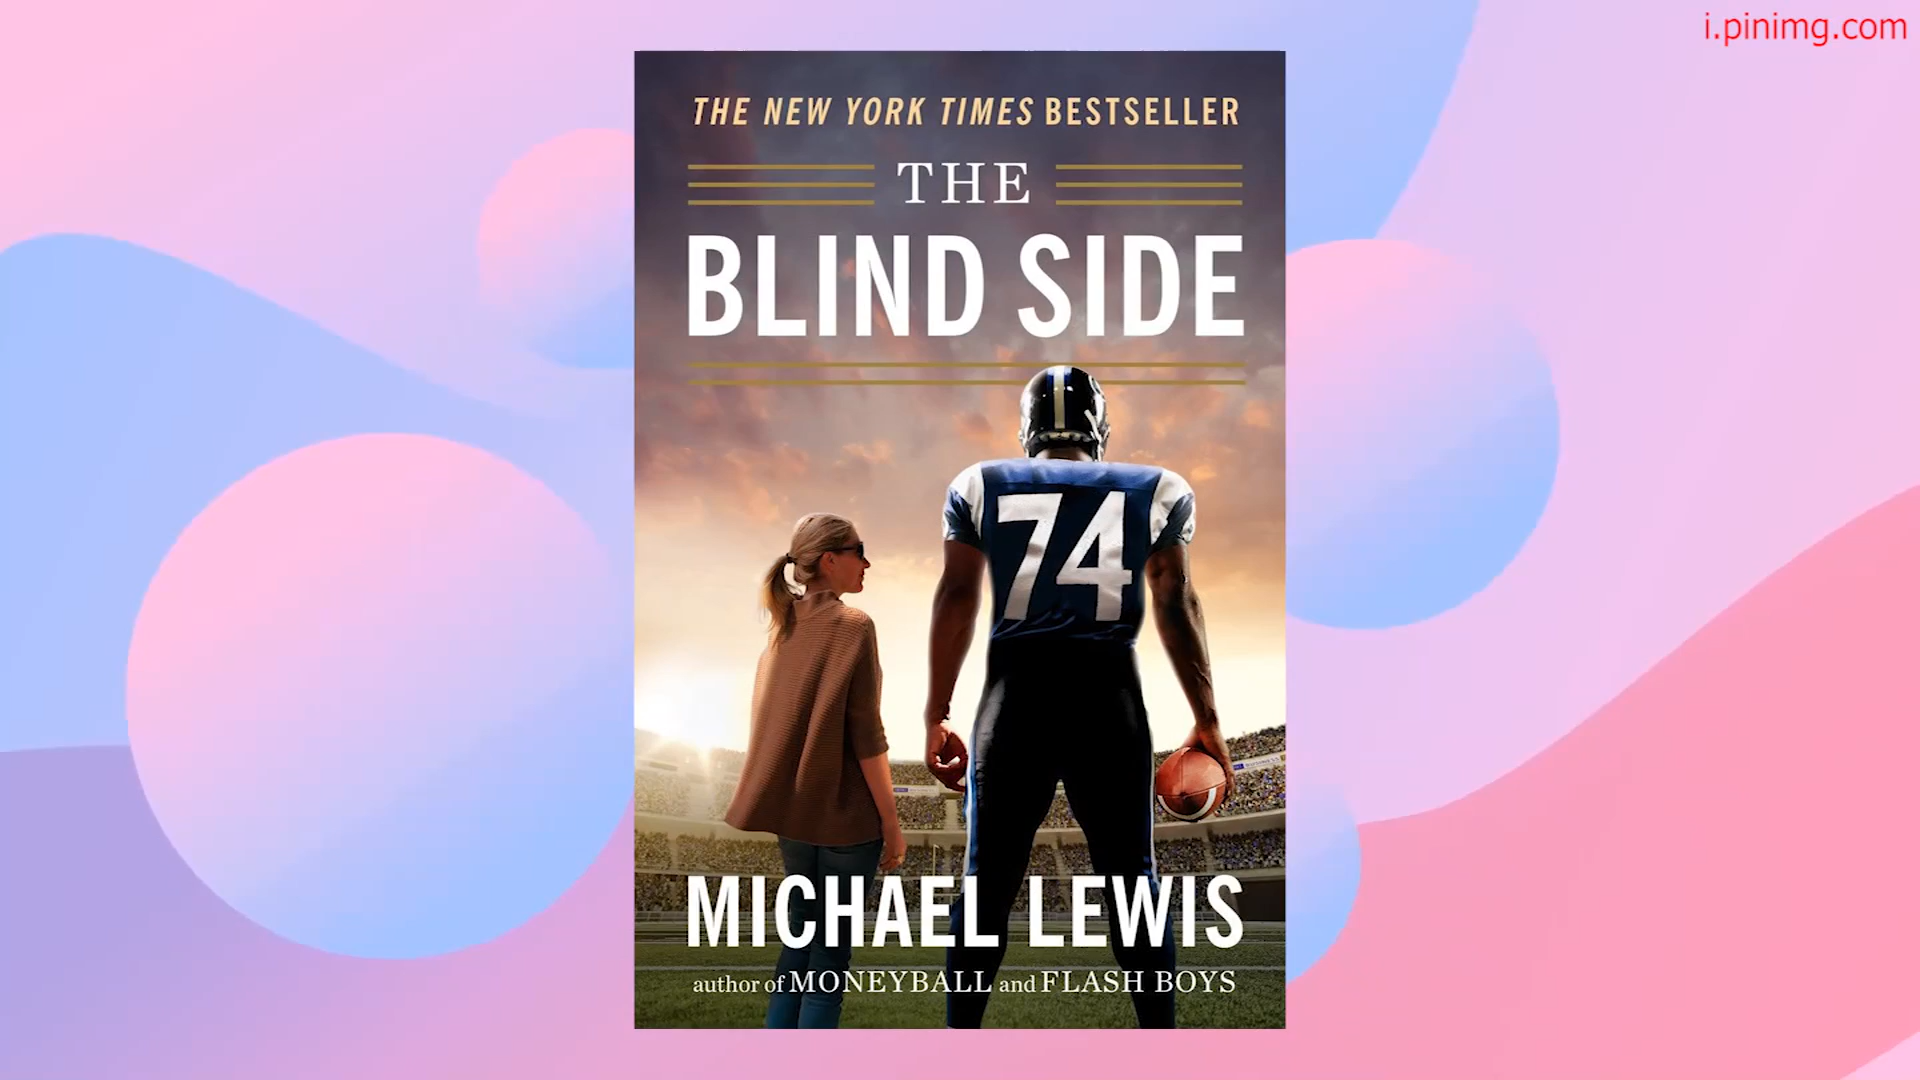 i.pinimg.com
THE NEW YORK TIMES BESTSELLER
THE
BLIND SIDE
74
MICHAEL LEWIS
author of MONEYBALL and FLASH BOYS